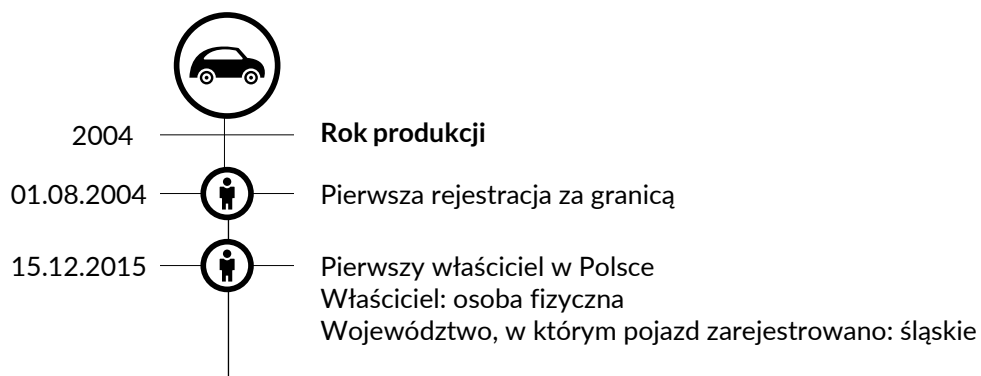 2004 Rok produkcji
01.08.2004 Pierwsza rejestracja za granicą
15.12.2015 Pierwszy właściciel w Polsce
Właściciel: osoba fizyczna
Województwo, w którym pojazd zarejestrowano: śląskie